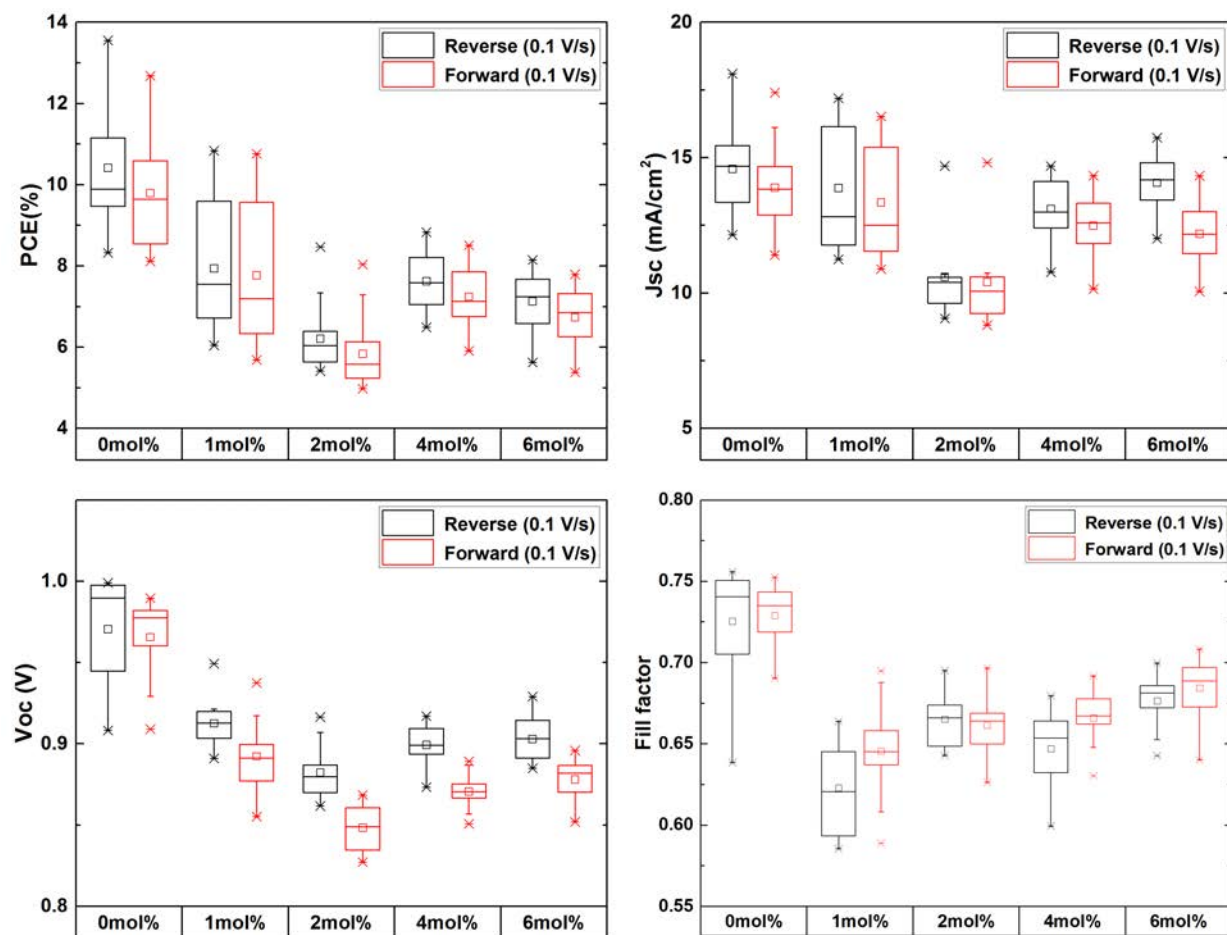 14
12
10
8
6
4
PCE(%)
Reverse (0.1 V/s)
Forward (0.1 V/s)
0mol% 1mol% 2mol% 4mol% 6mol%
20
15
10
5
Jsc (mA/cm²)
Reverse (0.1 V/s)
Forward (0.1 V/s)
0mol% 1mol% 2mol% 4mol% 6mol%
1.0
0.9
0.8
Voc (V)
Reverse (0.1 V/s)
Forward (0.1 V/s)
0mol% 1mol% 2mol% 4mol% 6mol%
0.80
0.75
0.70
0.65
0.60
0.55
Fill factor
Reverse (0.1 V/s)
Forward (0.1 V/s)
0mol% 1mol% 2mol% 4mol% 6mol%